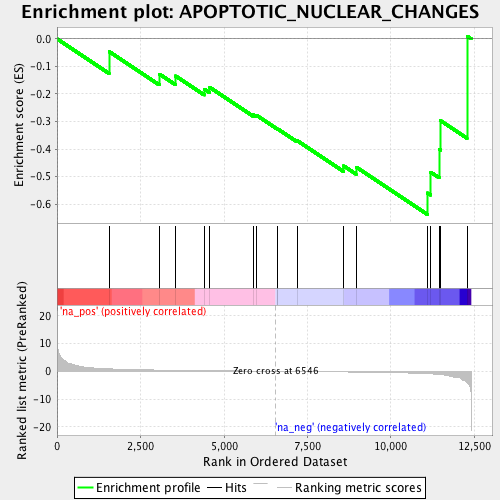 Enrichment plot: APOPTOTIC_NUCLEAR_CHANGES
Enrichment score (ES)
0.0
-0.1
-0.2
-0.3
-0.4
-0.5
-0.6
'na_pos' (positively correlated)
Ranked list metric (PreRanked)
20
10
0
-10
-20
Zero cross at 6546
'na_neg' (negatively correlated)
0
2,500
5,000
7,500
10,000
12,500
Rank in Ordered Dataset
Enrichment profile
Hits
Ranking metric scores